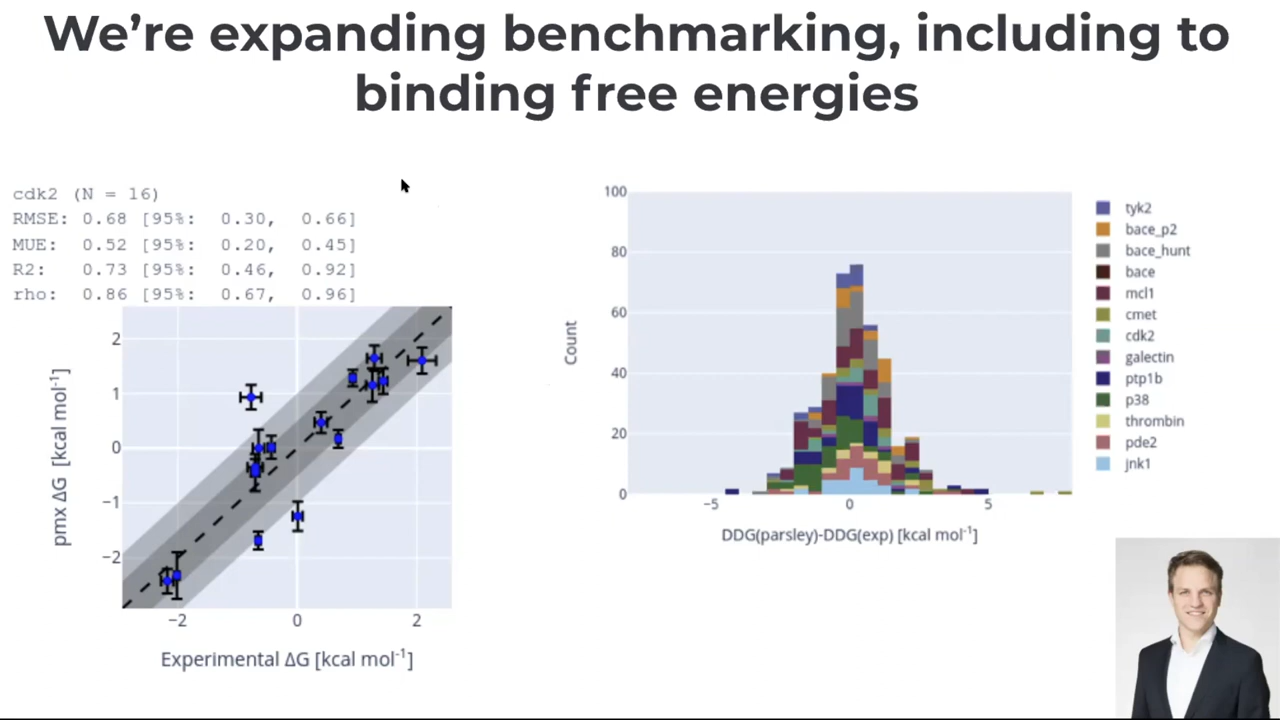 We're expanding benchmarking, including to
binding free energies
cdk2 (N = 16)
RMSE: 0.68 [95%: 0.30, 0.66]
MUE: 0.52 [95%: 0.20, 0.45]
R2: 0.73 [95%: 0.46, 0.92]
rho: 0.86 [95%: 0.67, 0.96]
pmx ΔG [kcal mol⁻¹]
2
1
0
−1
−2
−2 0 2
Experimental ΔG [kcal mol⁻¹]
Count
100
80
60
40
20
0
−5 0 5
DDG(parsley)-DDG(exp) [kcal mol⁻¹]
tyk2
bace_p2
bace_hunt
bace
mcl1
cmet
cdk2
galectin
ptp1b
p38
thrombin
pde2
jnk1